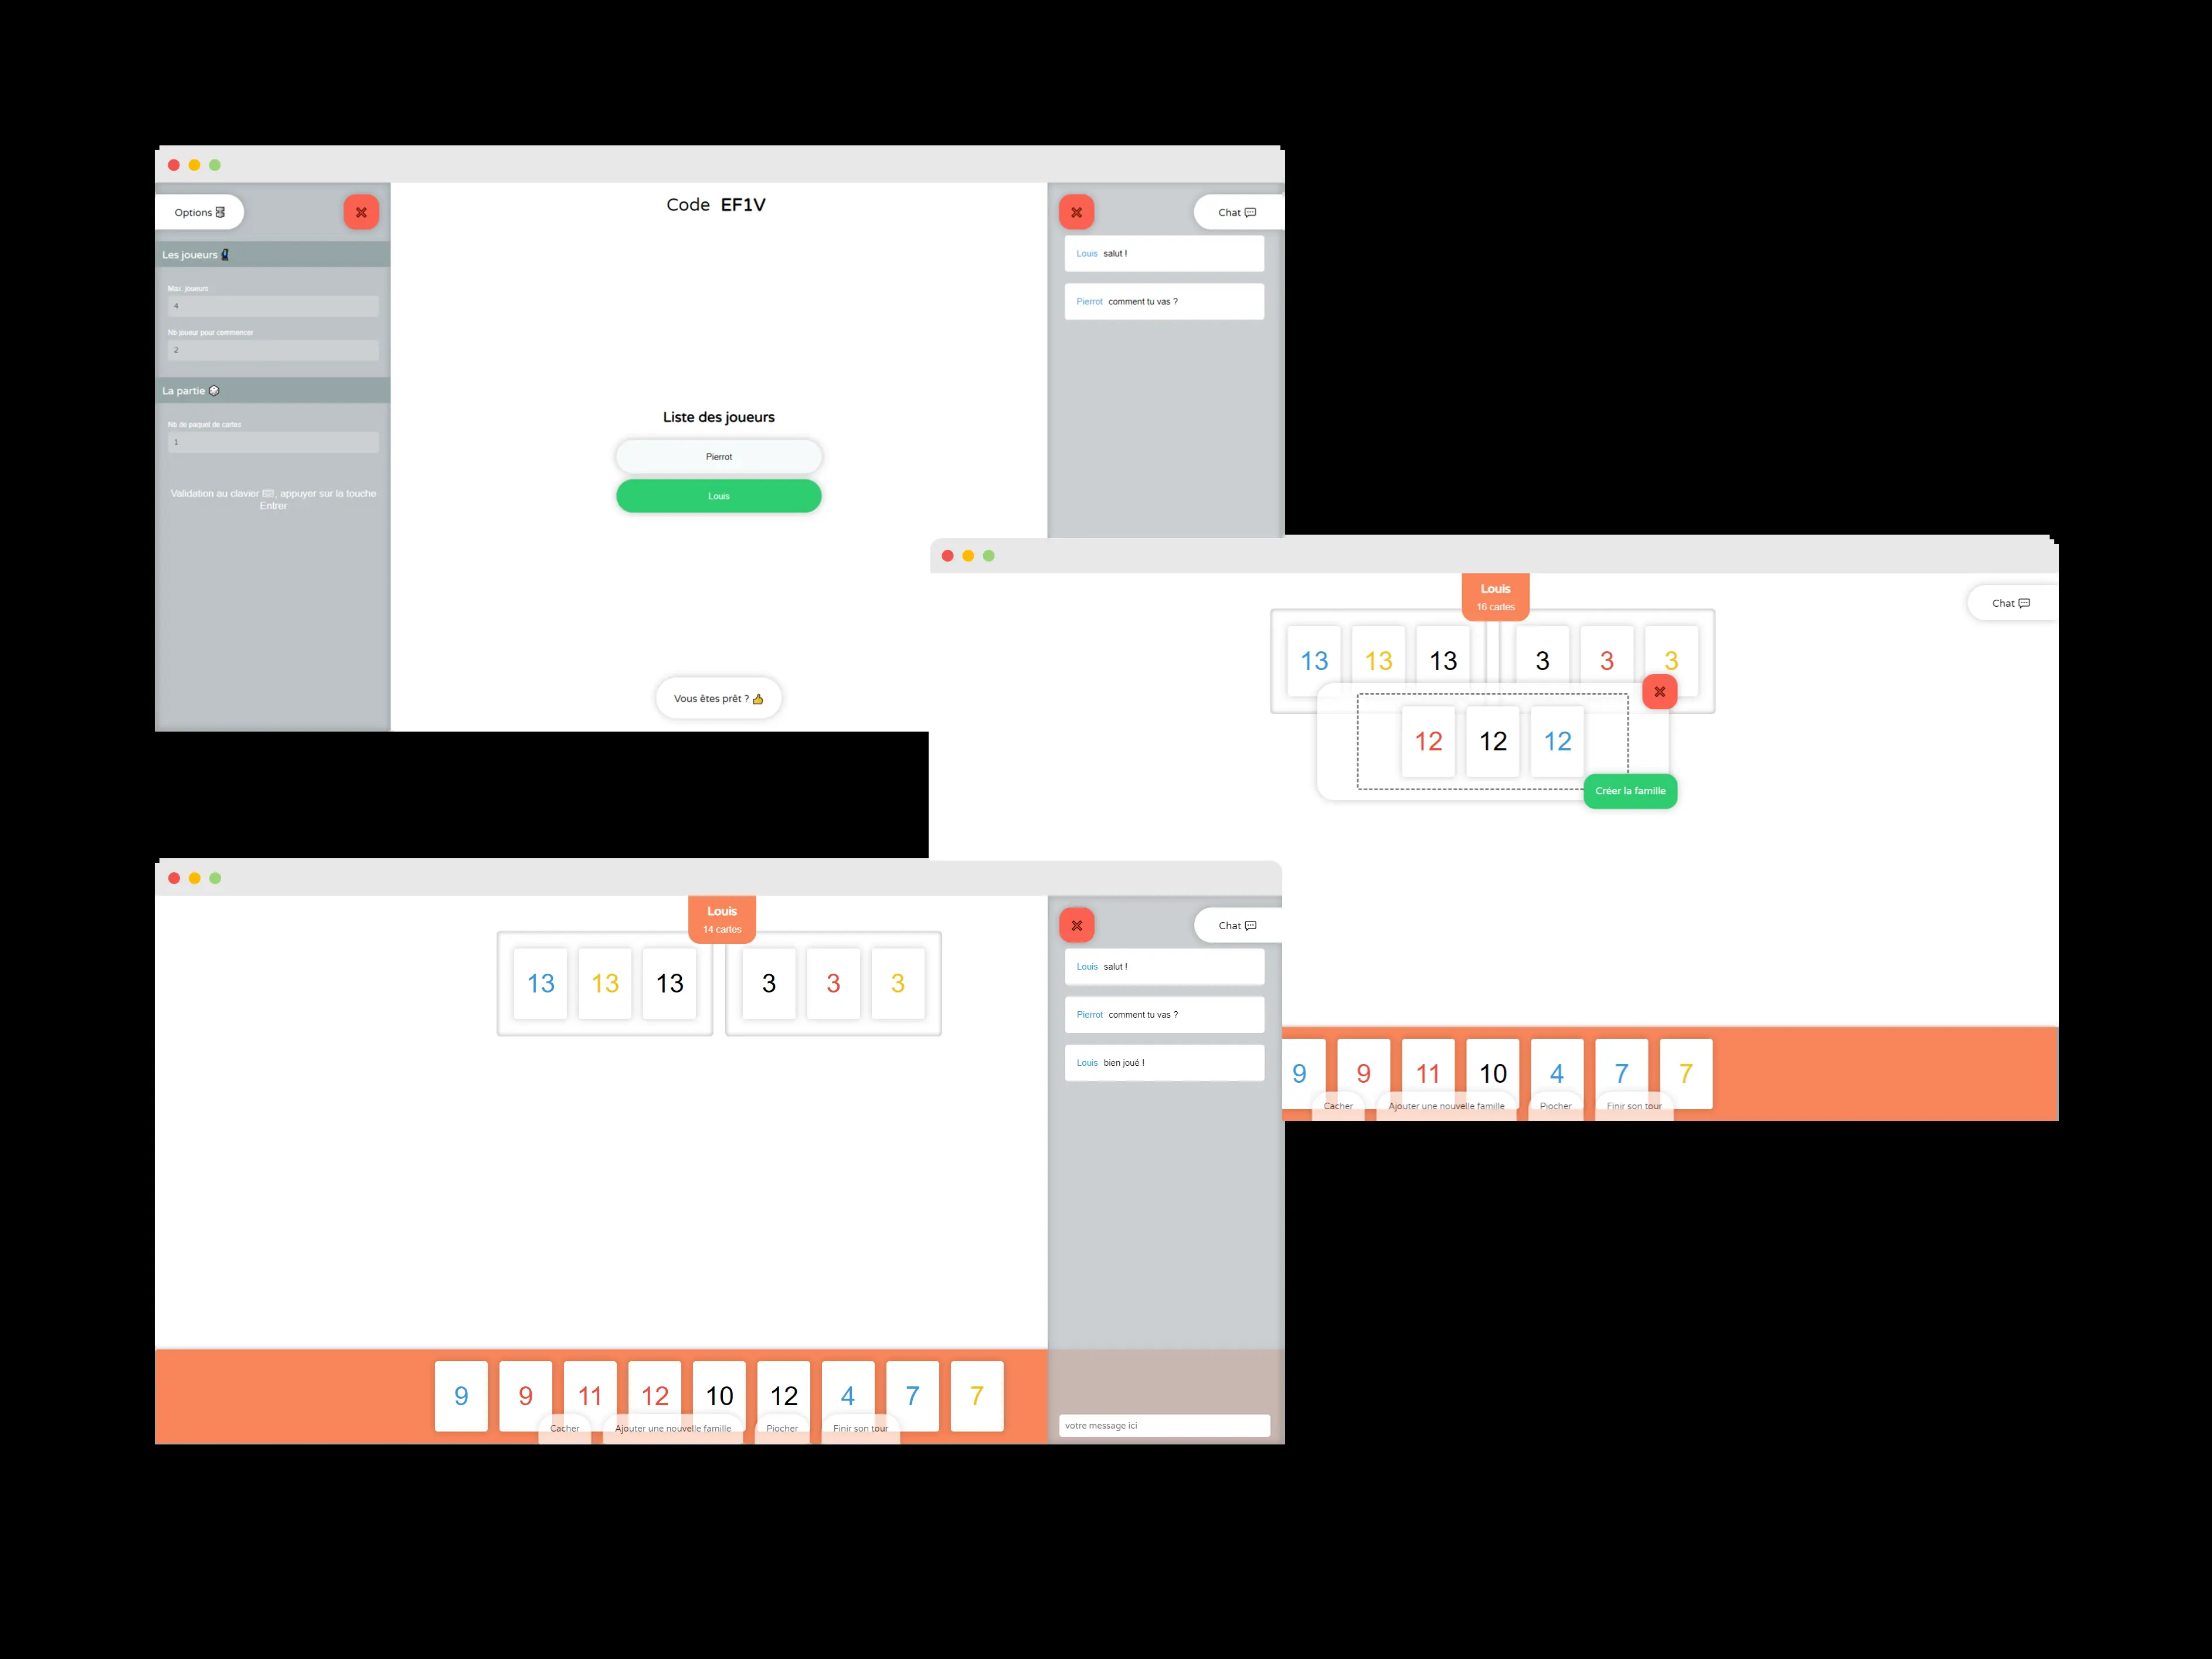 Options
Les joueurs
Max. joueurs
4
Nb joueur pour commencer
2
La partie
Nb de paquet de cartes
1
Validation au clavier , appuyer sur la touche
Entrer
Code EF1V
Liste des joueurs
Pierrot
Louis
Vous êtes prêt ?
Chat
Louis salut !
Pierrot comment tu vas ?
Louis
16 cartes
Chat
13 13 13 3 3 3
12 12 12
Créer la famille
9 9 11 10 4 7 7
Cacher Ajouter une nouvelle famille Piocher Finir son tour
Louis
14 cartes
13 13 13 3 3 3
Chat
Louis salut !
Pierrot comment tu vas ?
Louis bien joué !
9 9 11 12 10 12 4 7 7
Cacher Ajouter une nouvelle famille Piocher Finir son tour
votre message ici